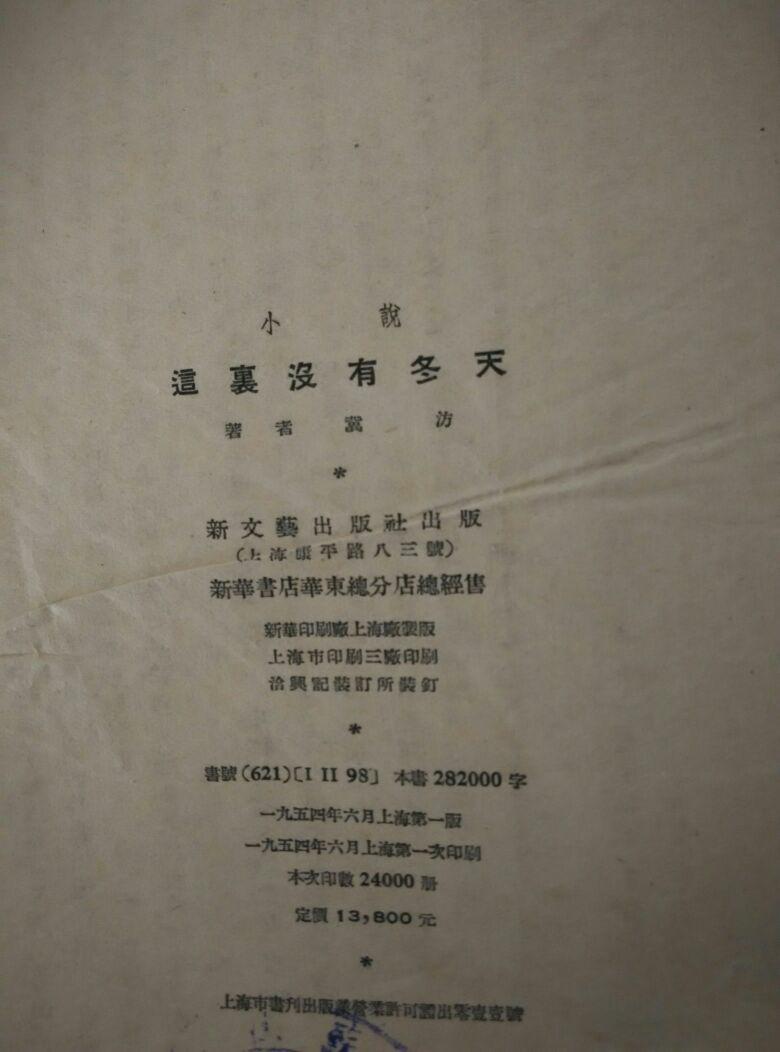 小說
這裏沒有冬天
著者 冀汸
*
新文藝出版社出版
(上海康平路八三號)
新華書店華東總分店總經售
新華印刷廠上海廠製版
上海市印刷三廠印刷
洽興記裝訂所裝釘
*
書號(621)〔I II 98〕 本書 282000 字
一九五四年六月上海第一版
一九五四年六月上海第一次印刷
本次印數 24000 册
定價 13,800 元
*
上海市書刊出版業營業許可證出零壹壹號